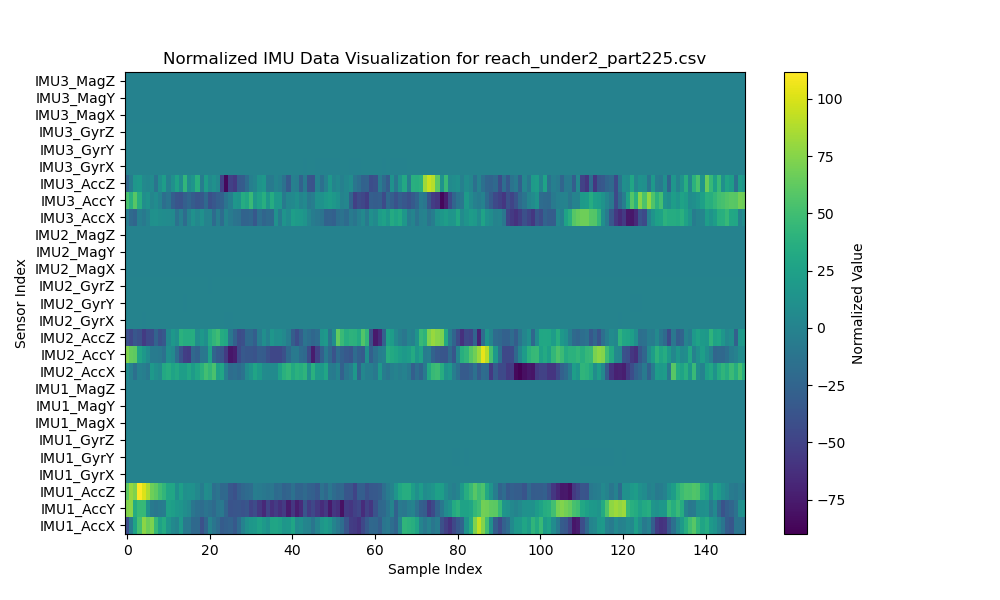 Normalized IMU Data Visualization for reach_under2_part225.csv
IMU3_MagZ
IMU3_MagY
IMU3_MagX
IMU3_GyrZ
IMU3_GyrY
IMU3_GyrX
IMU3_AccZ
IMU3_AccY
IMU3_AccX
IMU2_MagZ
IMU2_MagY
IMU2_MagX
IMU2_GyrZ
IMU2_GyrY
IMU2_GyrX
IMU2_AccZ
IMU2_AccY
IMU2_AccX
IMU1_MagZ
IMU1_MagY
IMU1_MagX
IMU1_GyrZ
IMU1_GyrY
IMU1_GyrX
IMU1_AccZ
IMU1_AccY
IMU1_AccX
Sensor Index
0 20 40 60 80 100 120 140
Sample Index
100
75
50
25
0
−25
−50
−75
Normalized Value